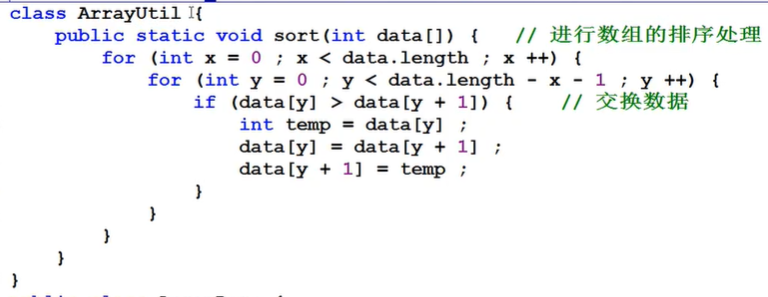 class ArrayUtil {
public static void sort(int data[]) { // 进行数组的排序处理
for (int x = 0 ; x < data.length ; x ++) {
for (int y = 0 ; y < data.length - x - 1 ; y ++) {
if (data[y] > data[y + 1]) { // 交换数据
int temp = data[y] ;
data[y] = data[y + 1] ;
data[y + 1] = temp ;
}
}
}
}
}